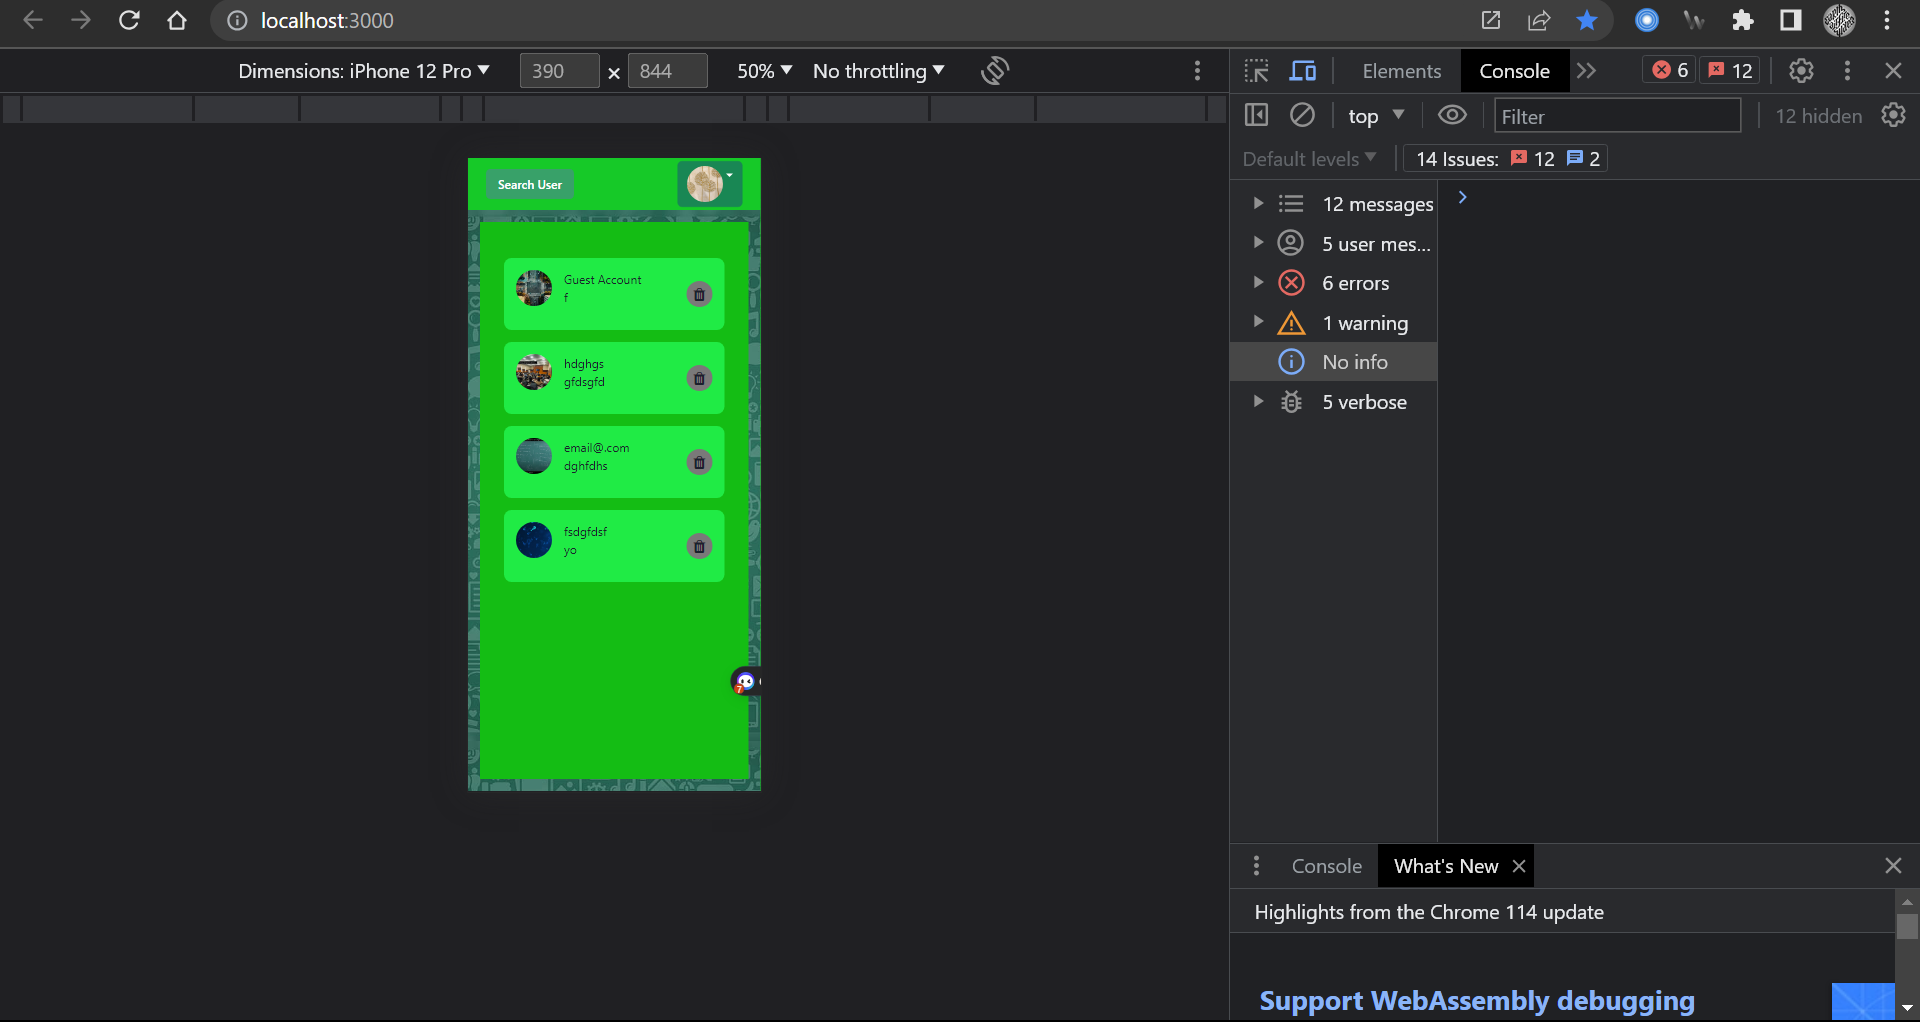 localhost:3000
Dimensions: iPhone 12 Pro 390 × 844 50% No throttling
Search User
Guest Account
f
hdghgs
gfdsgfd
email@.com
dghfdhs
fsdgfdsf
yo
7
Elements Console 6 12
top Filter 12 hidden
Default levels 14 Issues: 12 2
12 messages
5 user mes...
6 errors
1 warning
No info
5 verbose
Console What's New
Highlights from the Chrome 114 update
Support WebAssembly debugging